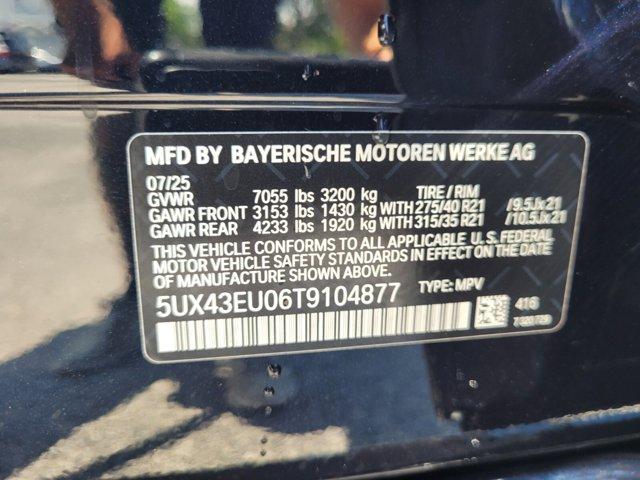 MFD BY BAYERISCHE MOTOREN WERKE AG
07/25
GVWR 7055 lbs 3200 kg TIRE / RIM
GAWR FRONT 3153 lbs 1430 kg WITH 275/40 R21 /9.5Jx21
GAWR REAR 4233 lbs 1920 kg WITH 315/35 R21 /10.5Jx21
THIS VEHICLE CONFORMS TO ALL APPLICABLE U.S. FEDERAL
MOTOR VEHICLE SAFETY STANDARDS IN EFFECT ON THE DATE
OF MANUFACTURE SHOWN ABOVE.
5UX43EU06T9104877 TYPE: MPV
416